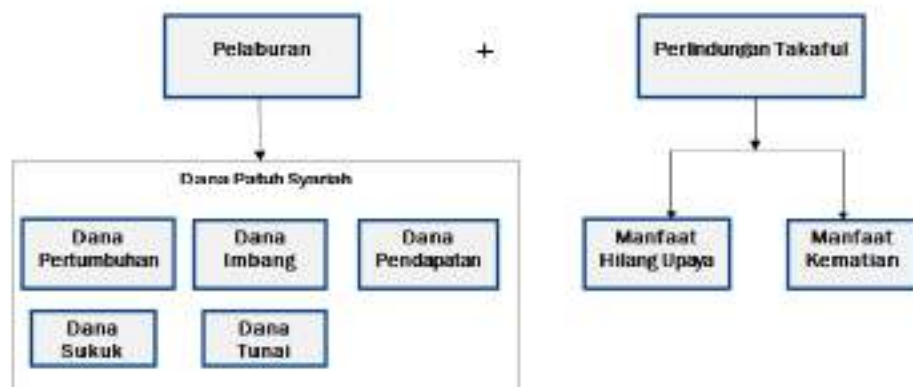 Pelaburan
+
Perlindungan Takaful
Dana Patuh Syariah
Dana
Pertumbuhan
Dana
Imbang
Dana
Pendapatan
Manfaat
Hilang Upaya
Manfaat
Kematian
Dana
Sukuk
Dana
Tunai